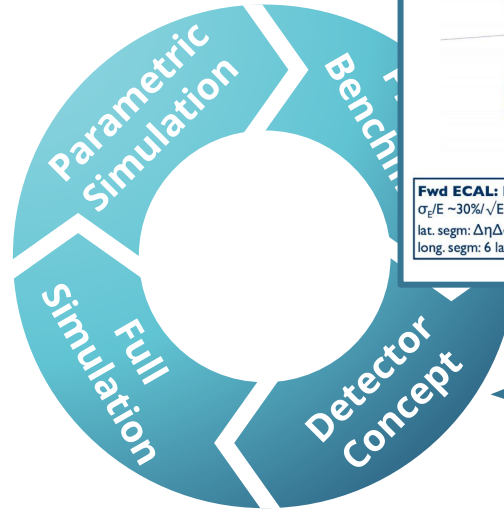 Parametric
Simulation
Detector
Concept
Full
Simulation
Fwd ECAL:
σE/E ~30%/√E
lat. segm:
long. segm: 6